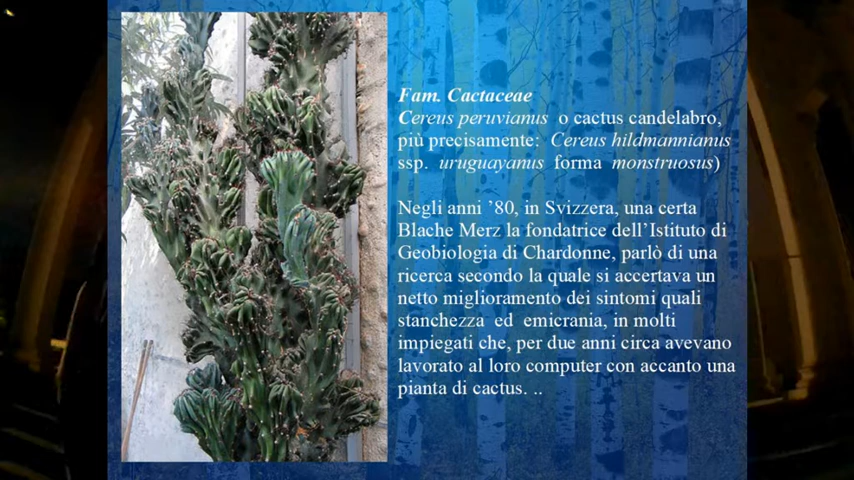 Fam. Cactaceae
Cereus peruvianus o cactus candelabro,
più precisamente: Cereus hildmannianus
ssp. uruguayanus forma monstruosus)
Negli anni ’80, in Svizzera, una certa
Blache Merz la fondatrice dell’Istituto di
Geobiologia di Chardonne, parlò di una
ricerca secondo la quale si accertava un
netto miglioramento dei sintomi quali
stanchezza ed emicrania, in molti
impiegati che, per due anni circa avevano
lavorato al loro computer con accanto una
pianta di cactus. ..